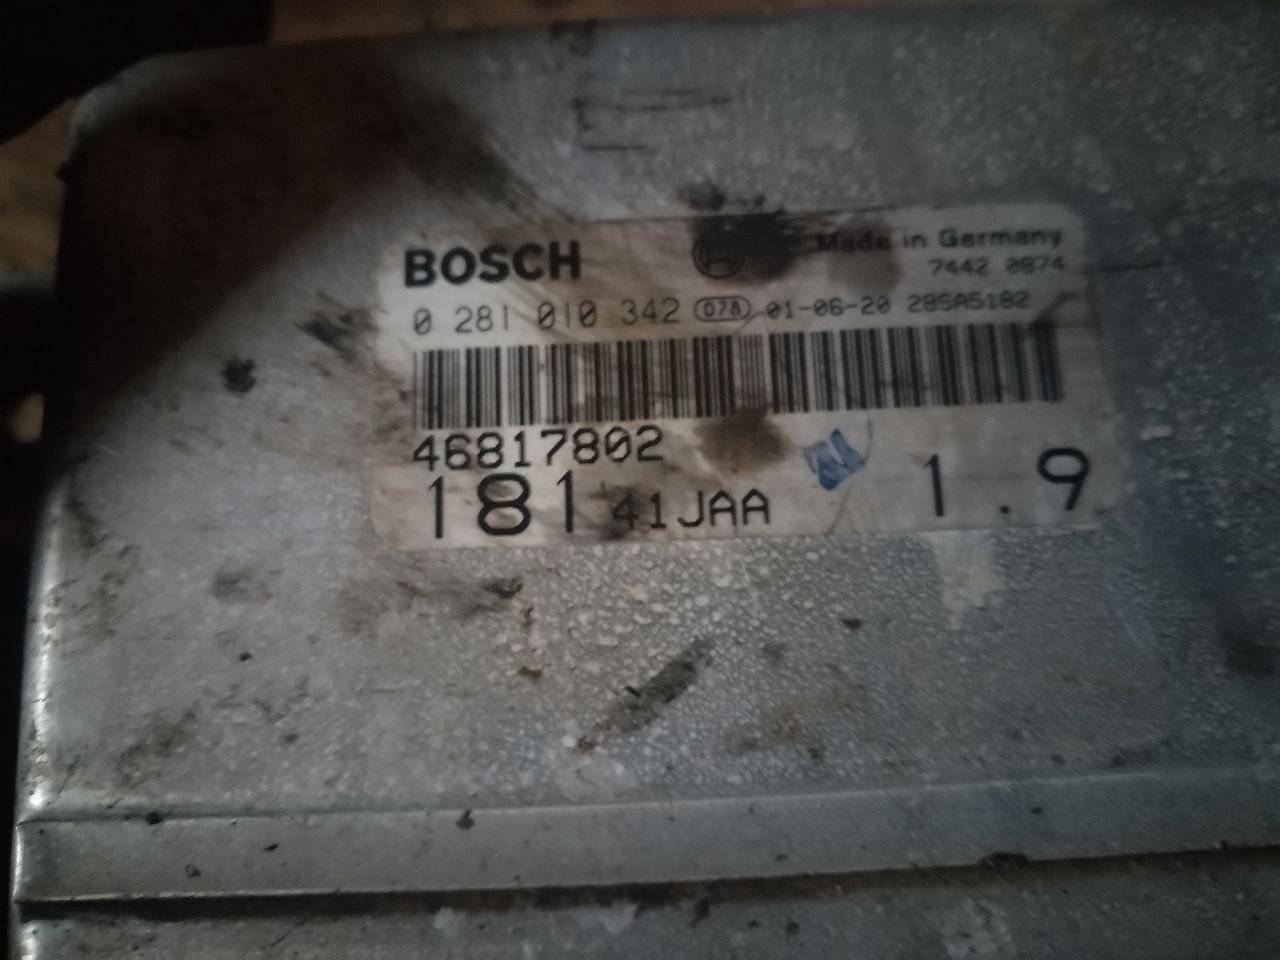 BOSCH
Made in Germany
7442 0874
0 281 010 342 078 01-06-20 28SA5182
46817802
181 41JAA 1.9